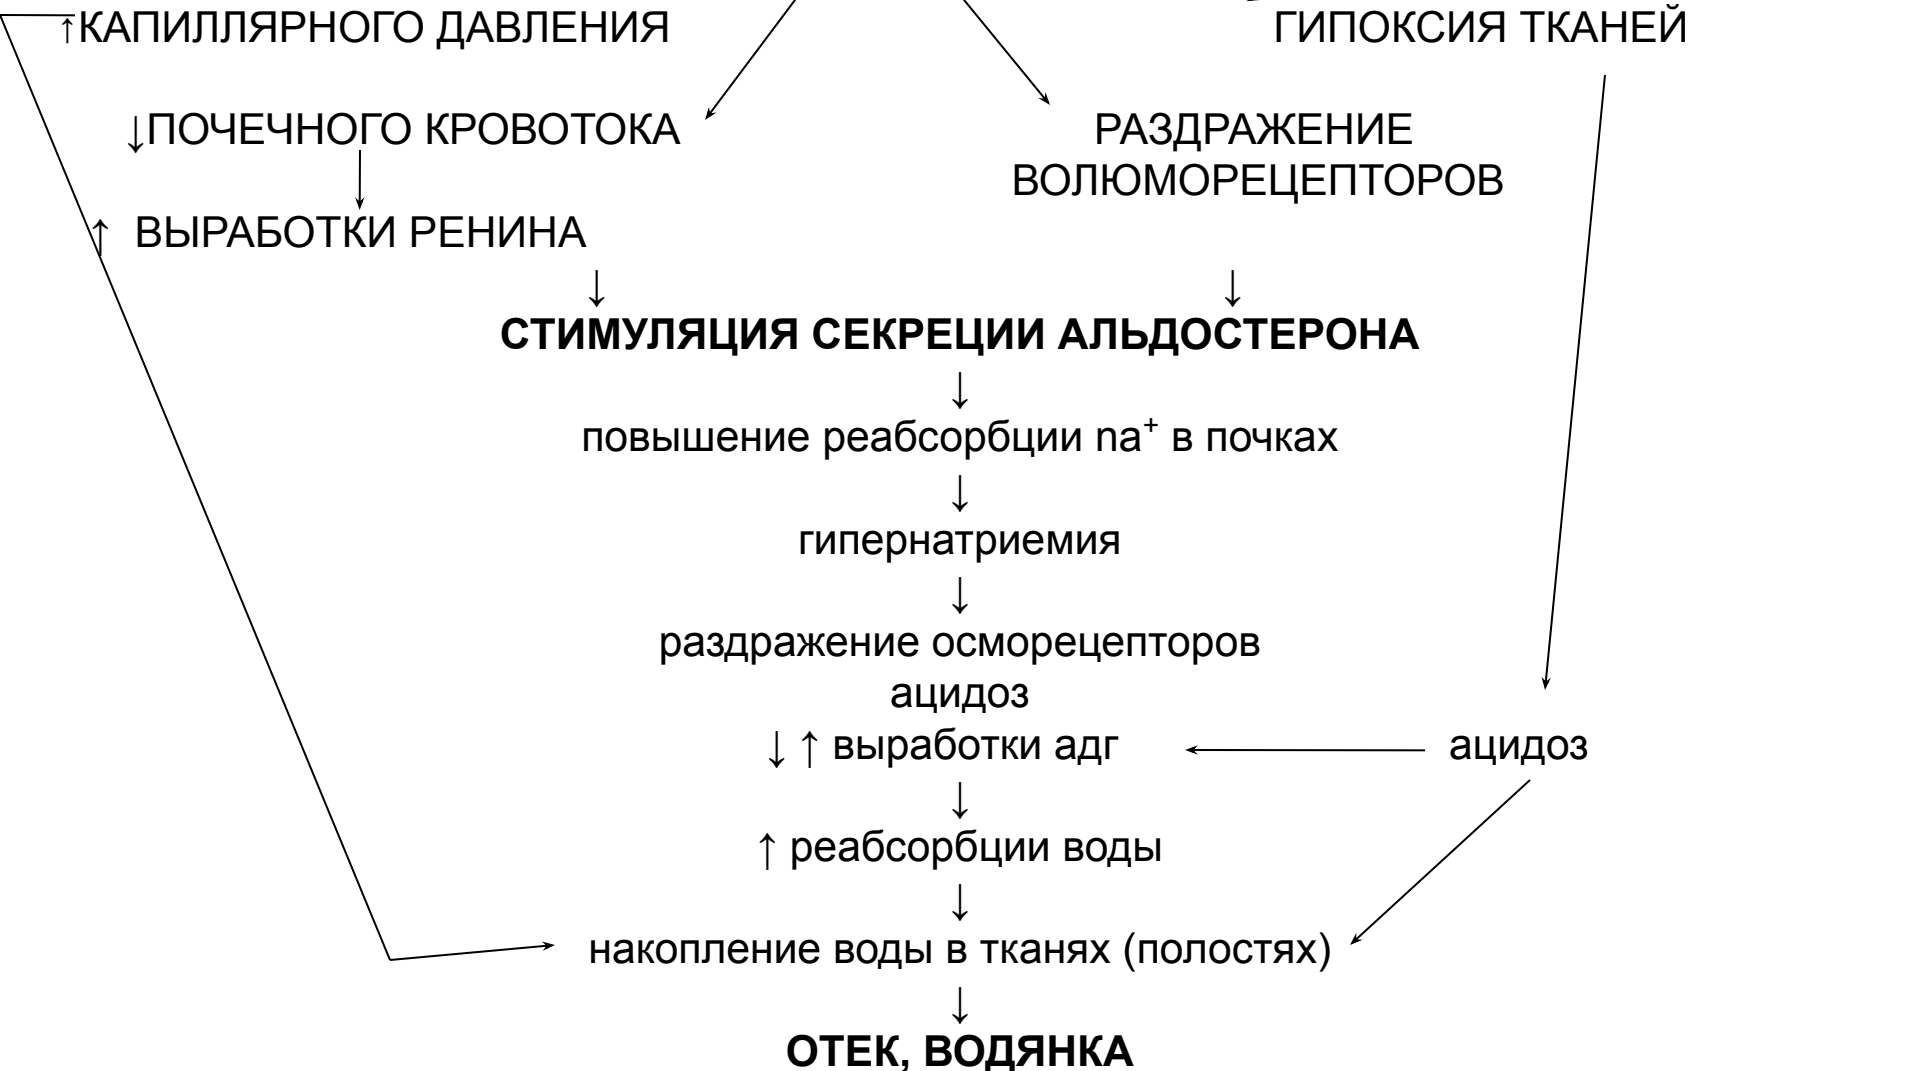 ↑КАПИЛЛЯРНОГО ДАВЛЕНИЯ
ГИПОКСИЯ ТКАНЕЙ
↓ПОЧЕЧНОГО КРОВОТОКА
РАЗДРАЖЕНИЕ
ВОЛЮМОРЕЦЕПТОРОВ
↑ ВЫРАБОТКИ РЕНИНА
↓ ↓
СТИМУЛЯЦИЯ СЕКРЕЦИИ АЛЬДОСТЕРОНА
↓
повышение реабсорбции na⁺ в почках
↓
гипернатриемия
↓
раздражение осморецепторов
ацидоз
↓ ↑ выработки адг
ацидоз
↓
↑ реабсорбции воды
↓
накопление воды в тканях (полостях)
↓
ОТЕК, ВОДЯНКА